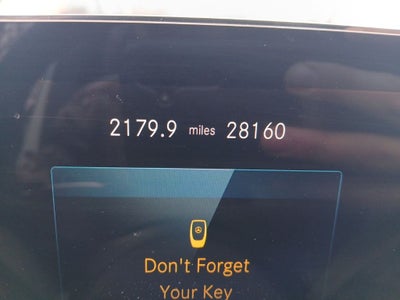 2179.9 miles 28160
Don't Forget
Your Key